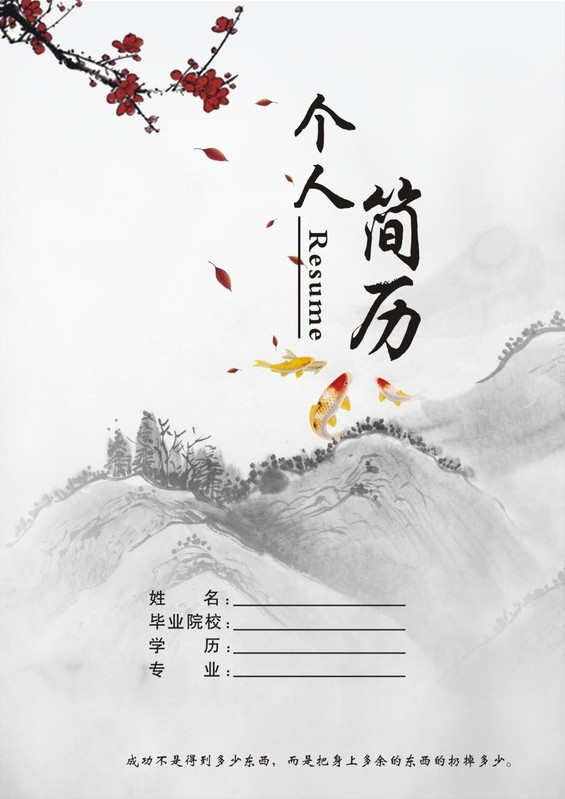 个人
简历
Resume
姓 名:
毕业院校:
学 历:
专 业:
成功不是得到多少东西，而是把身上多余的东西的扔掉多少。